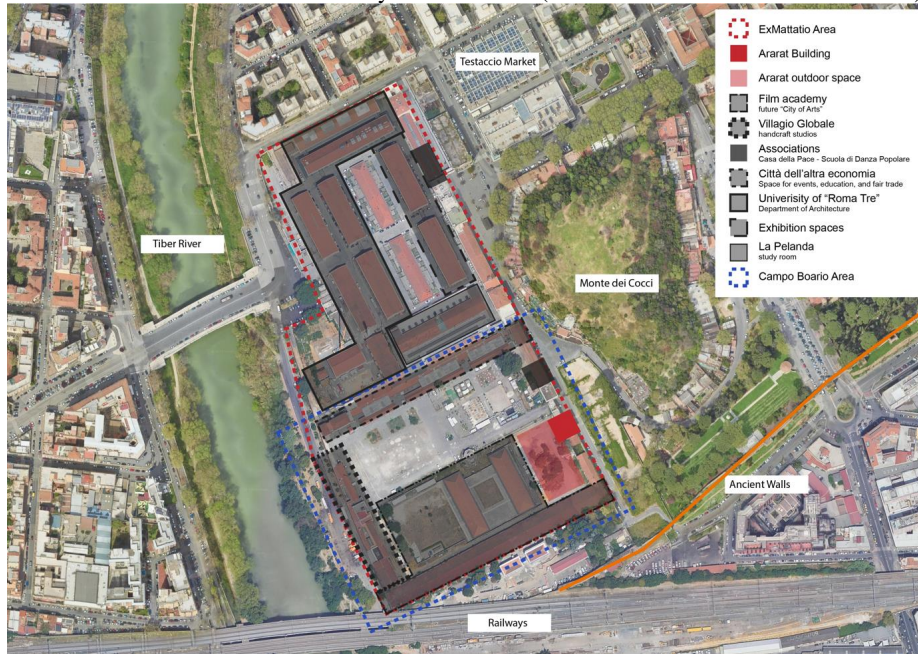 Testaccio Market
Tiber River
Monte dei Cocci
Ancient Walls
Railways
ExMattatio Area
Ararat Building
Ararat outdoor space
Film academy
future "City of Arts"
Villagio Globale
handcraft studios
Associations
Casa della Pace - Scuola di Danza Popolare
Città dell'altra economia
Space for events, education, and fair trade
Univerisity of "Roma Tre"
Department of Architecture
Exhibition spaces
La Pelanda
study room
Campo Boario Area